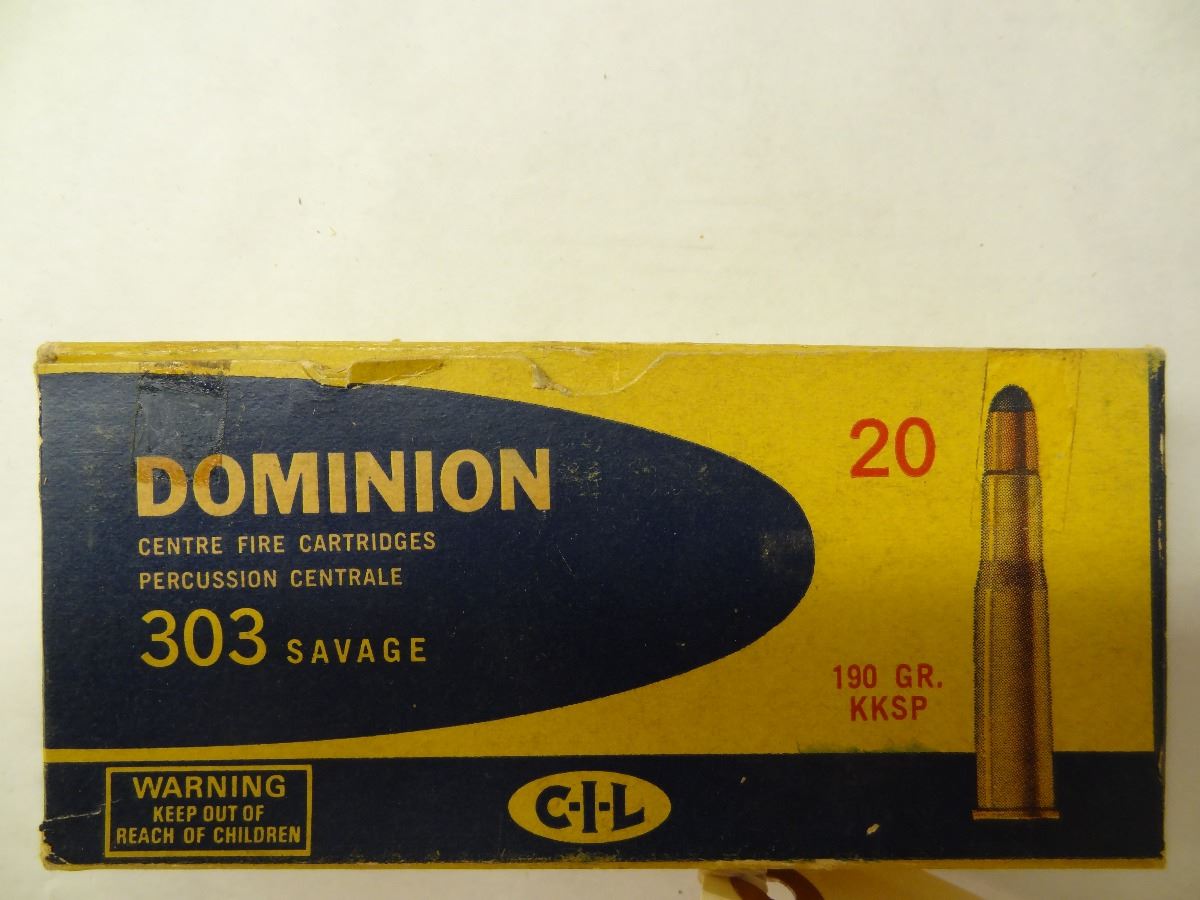 DOMINION
CENTRE FIRE CARTRIDGES
PERCUSSION CENTRALE
303 SAVAGE
20
190 GR.
KKSP
WARNING
KEEP OUT OF
REACH OF CHILDREN
C-I-L